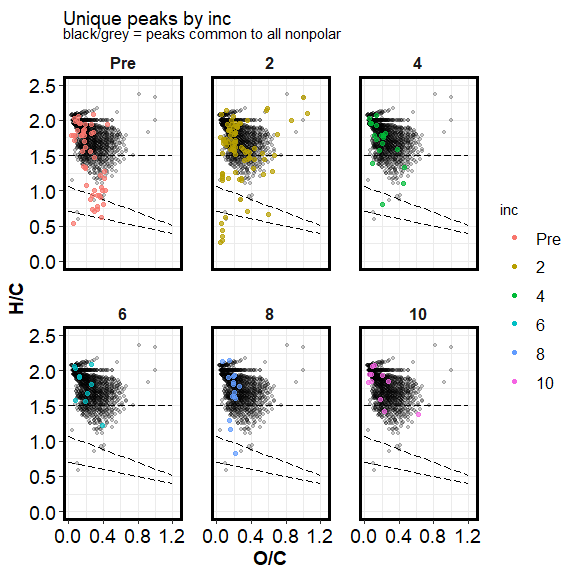 Unique peaks by inc
black/grey = peaks common to all nonpolar
Pre 2 4
2.5
2.0
1.5
1.0
0.5
0.0
H/C
6 8 10
2.5
2.0
1.5
1.0
0.5
0.0
0.0 0.4 0.8 1.2 0.0 0.4 0.8 1.2 0.0 0.4 0.8 1.2
O/C
inc
Pre
2
4
6
8
10